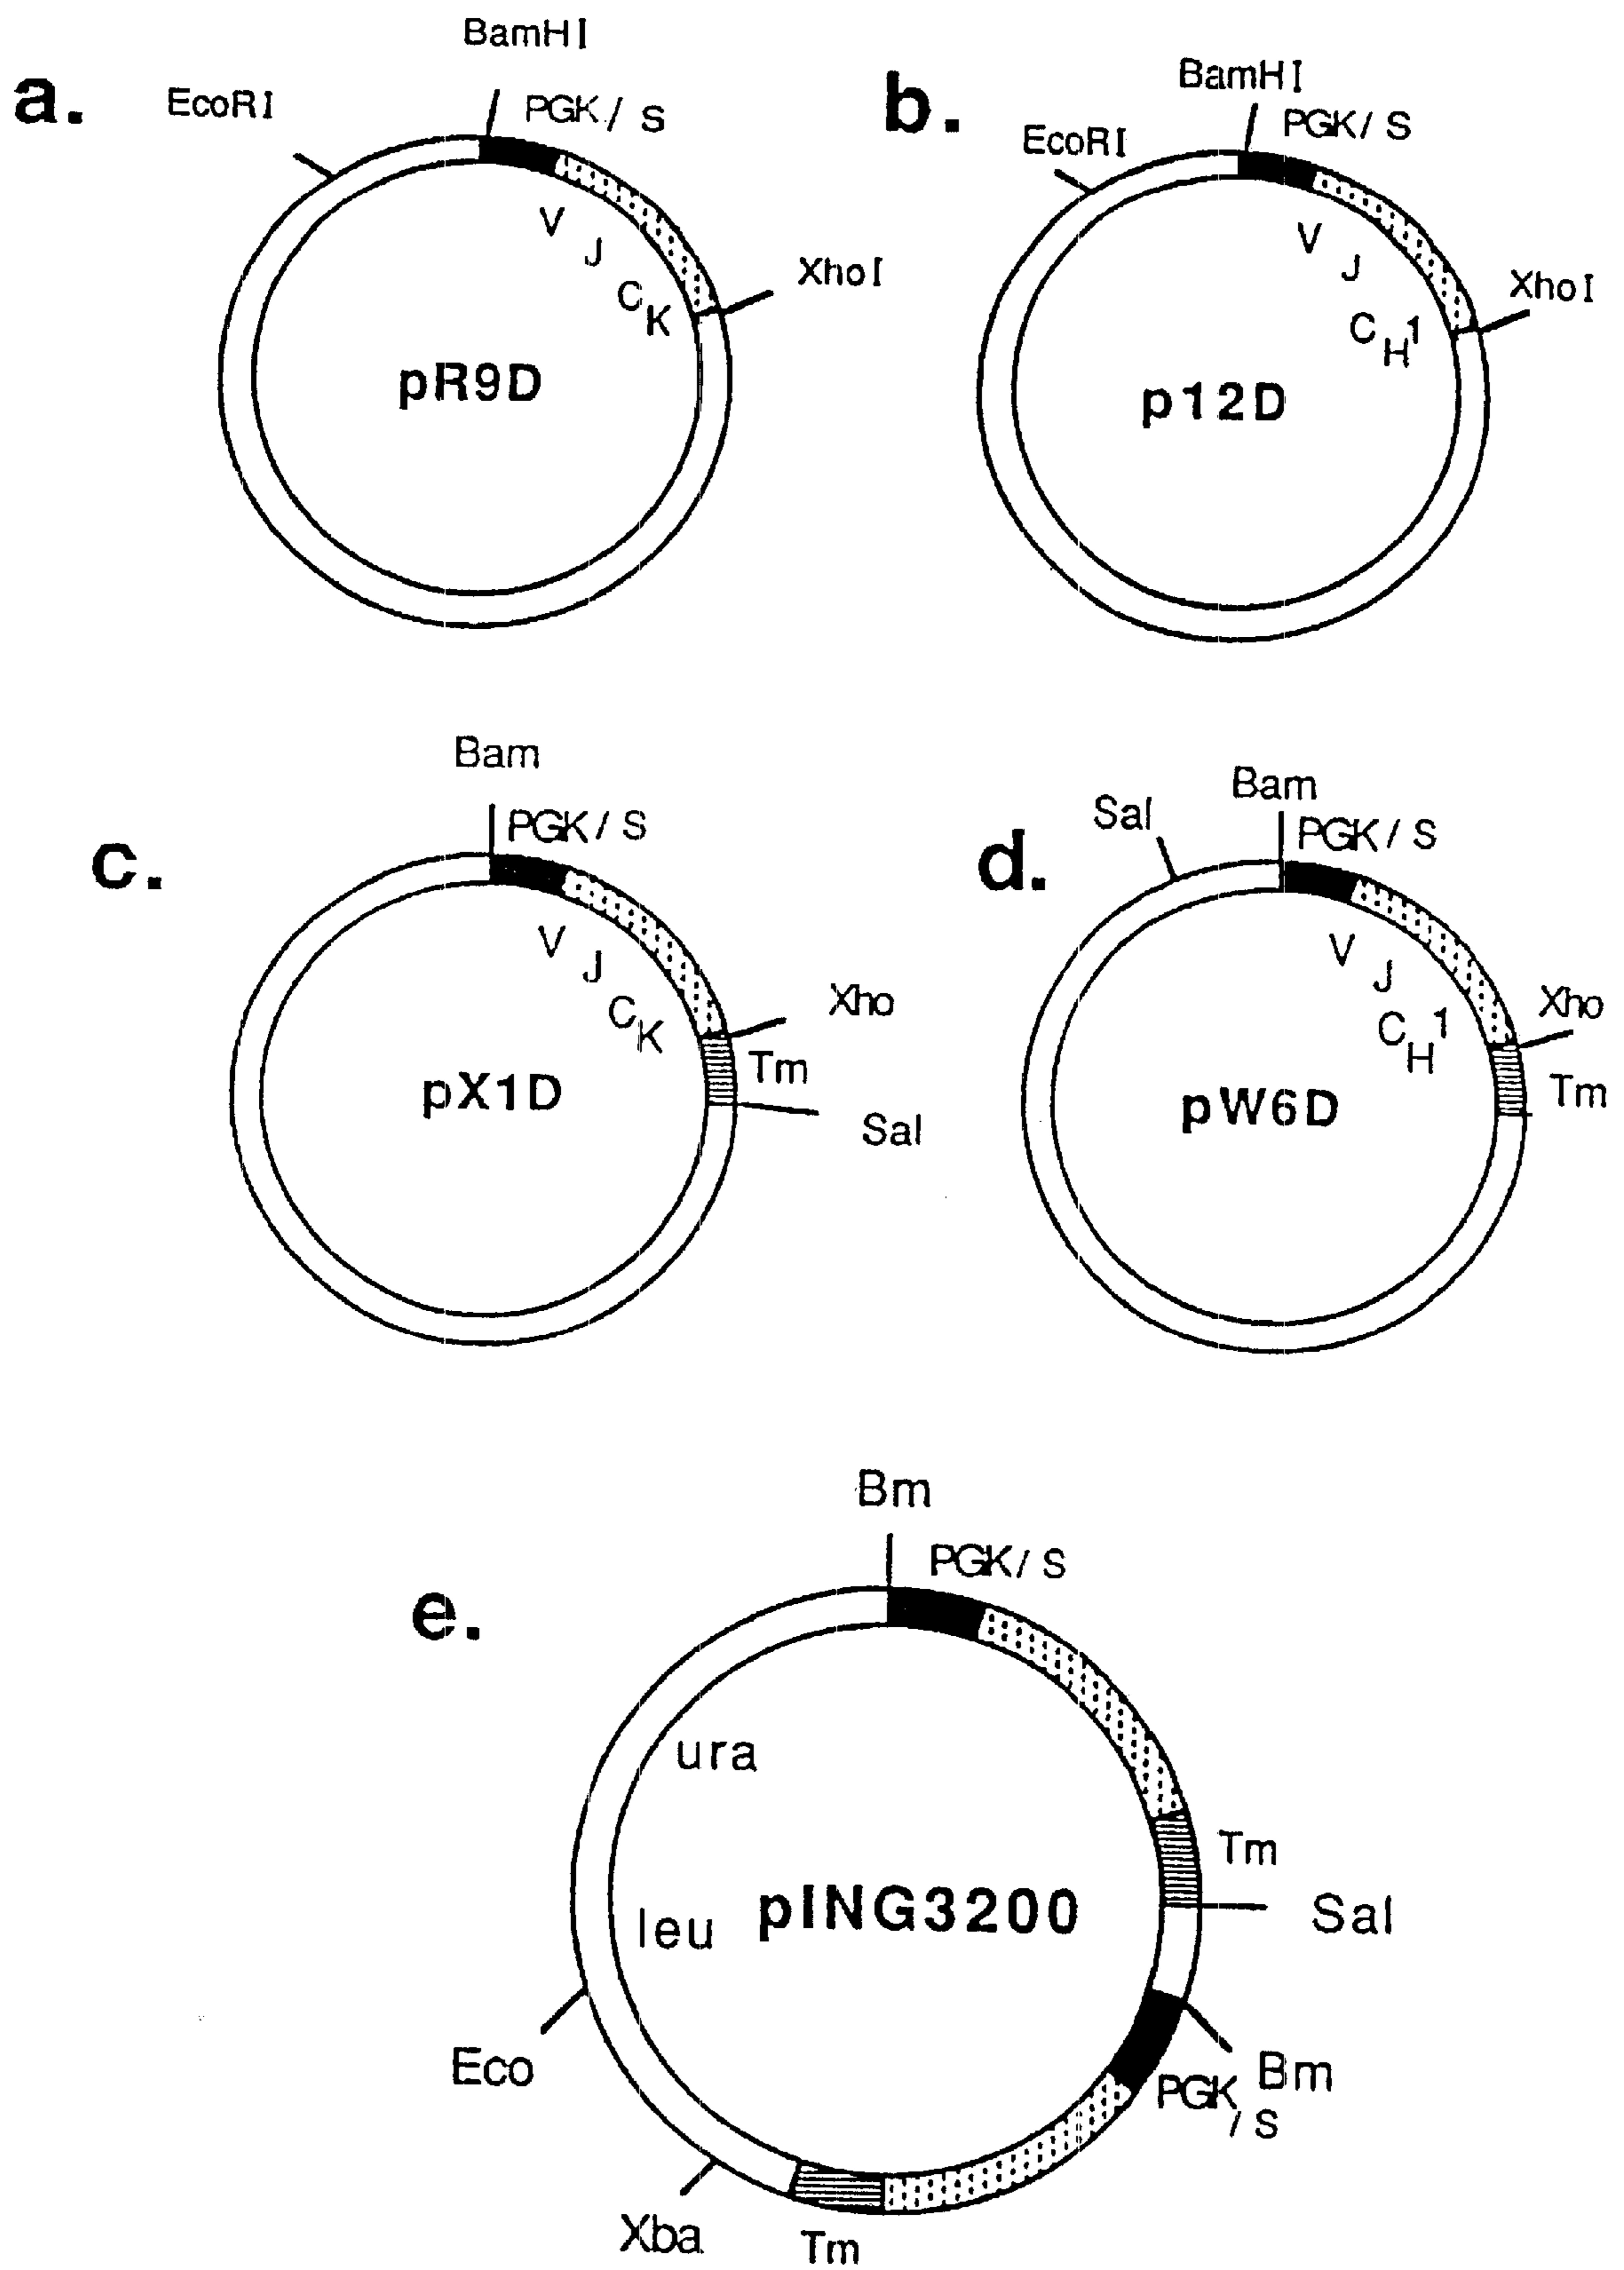 a.
BamHI
EcoRI
PGK / S
V
J
CK
XhoI
pR9D
b.
BamHI
EcoRI
PGK / S
V
J
CH1
XhoI
p12D
c.
Bam
PGK / S
V
J
CK
Xho
Tm
Sal
pX1D
d.
Sal
Bam
PGK / S
V
J
CH1
Xho
Tm
pW6D
e.
Bm
PGK / S
ura
leu
pING3200
Tm
Sal
Bm
PGK
/ S
Eco
Xba
Tm